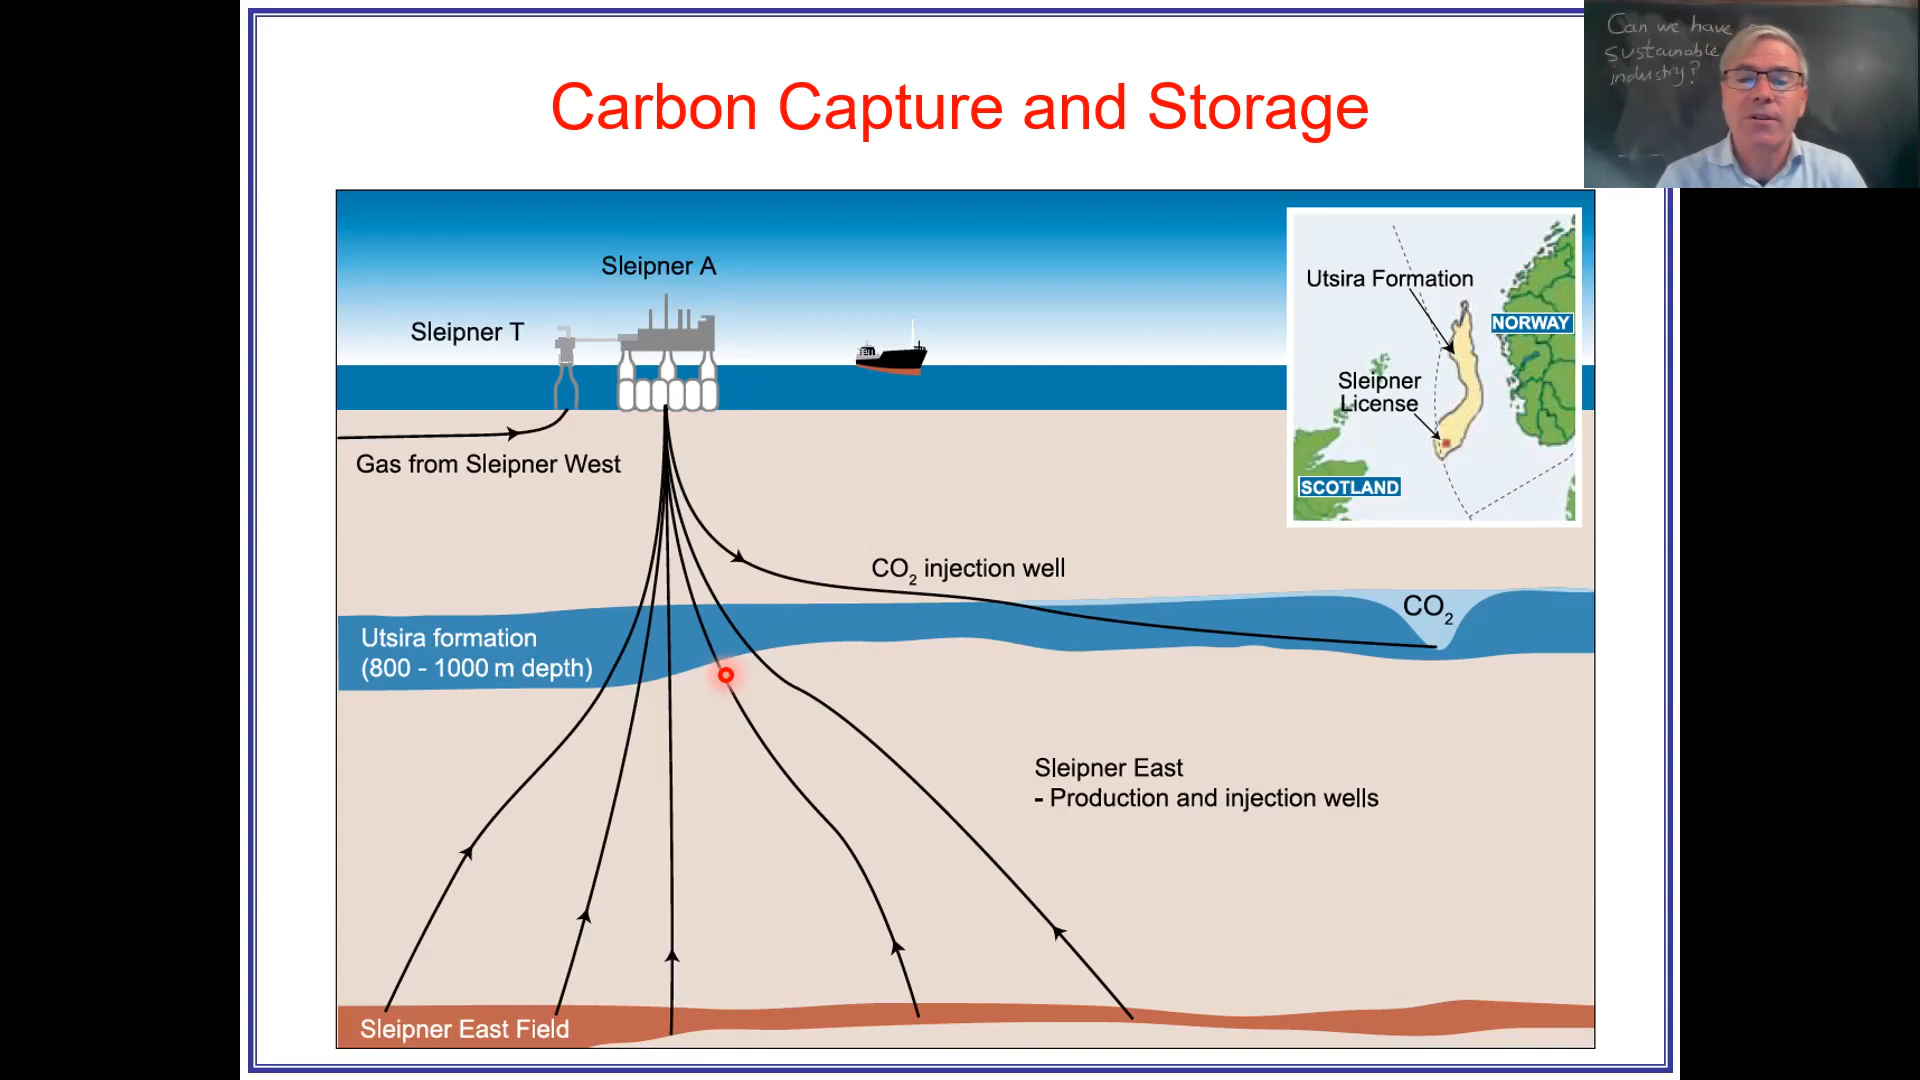 Carbon Capture and Storage
Can we have
sustainable
industry?
Sleipner A
Sleipner T
Gas from Sleipner West
Utsira Formation
NORWAY
Sleipner
License
SCOTLAND
CO₂ injection well
CO₂
Utsira formation
(800 - 1000 m depth)
Sleipner East
- Production and injection wells
Sleipner East Field